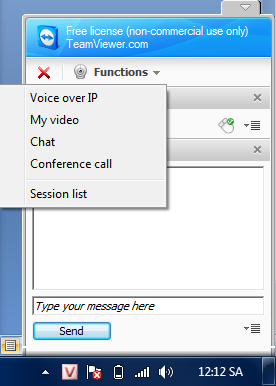 Free license (non-commercial use only)
TeamViewer.com
Functions
Voice over IP
My video
Chat
Conference call
Session list
Type your message here
Send
V
12:12 SA